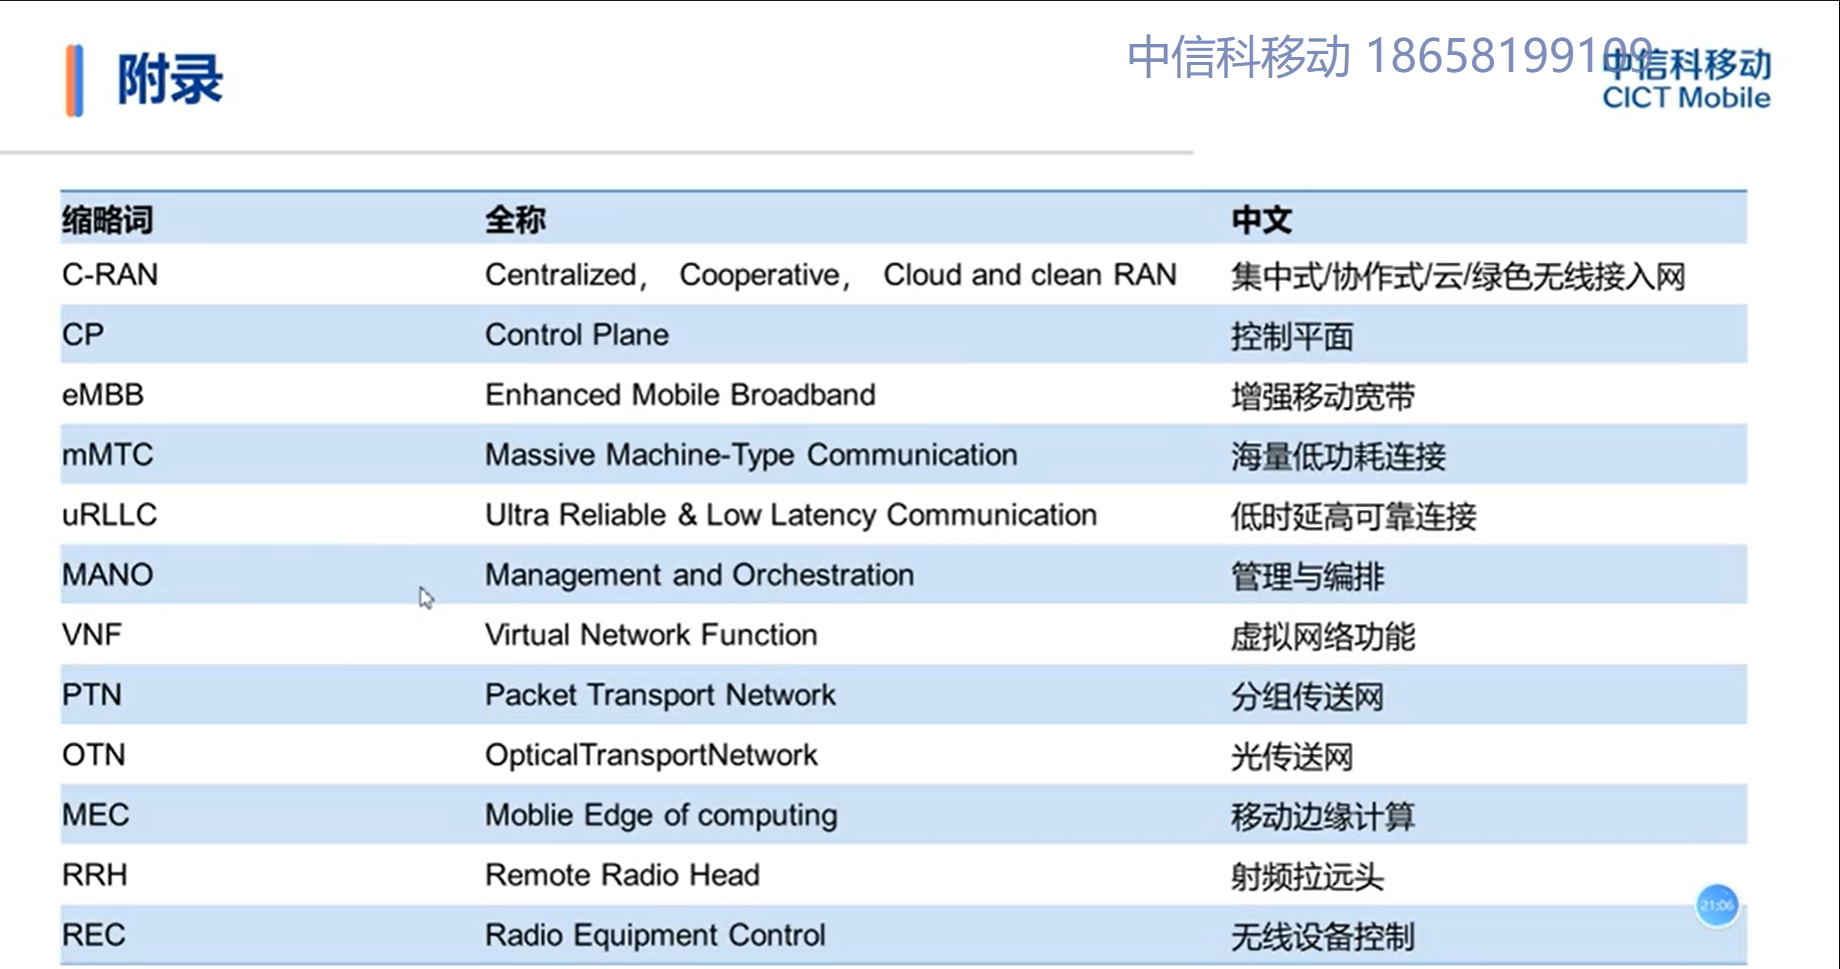 附录
中信科移动 18658199109
中信科移动
CICT Mobile
缩略词 全称 中文
C-RAN Centralized， Cooperative， Cloud and clean RAN 集中式/协作式/云/绿色无线接入网
CP Control Plane 控制平面
eMBB Enhanced Mobile Broadband 增强移动宽带
mMTC Massive Machine-Type Communication 海量低功耗连接
uRLLC Ultra Reliable & Low Latency Communication 低时延高可靠连接
MANO Management and Orchestration 管理与编排
VNF Virtual Network Function 虚拟网络功能
PTN Packet Transport Network 分组传送网
OTN OpticalTransportNetwork 光传送网
MEC Moblie Edge of computing 移动边缘计算
RRH Remote Radio Head 射频拉远头
REC Radio Equipment Control 无线设备控制
21:06